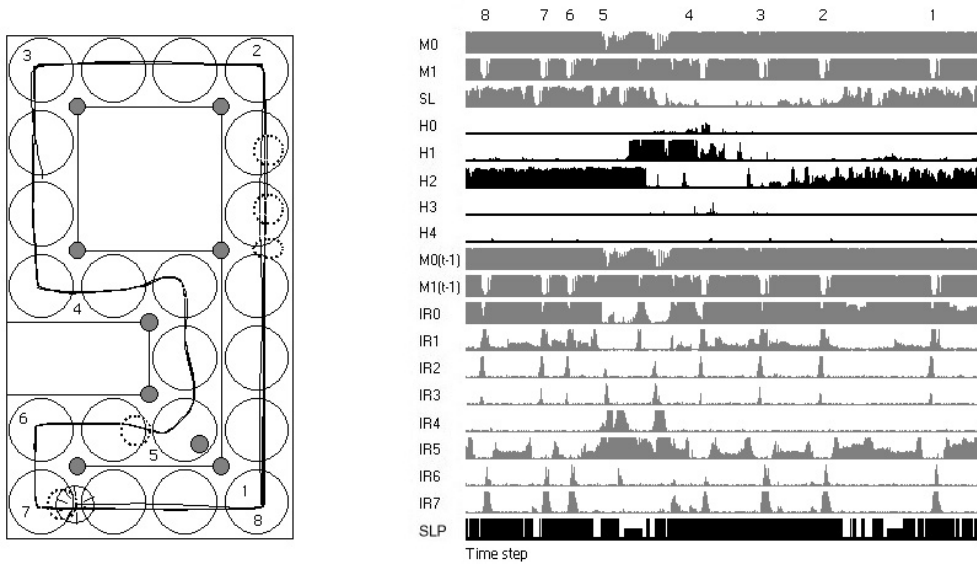 3 2
4
6
5
7 1
8
8 7 6 5 4 3 2 1
M0
M1
SL
H0
H1
H2
H3
H4
M0(t-1)
M1(t-1)
IR0
IR1
IR2
IR3
IR4
IR5
IR6
IR7
SLP
Time step